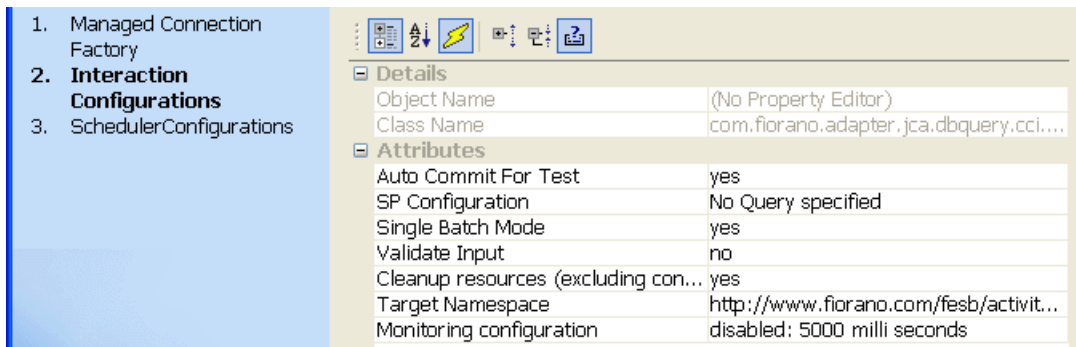 1. Managed Connection
Factory
2. Interaction
Configurations
3. SchedulerConfigurations
Details
Object Name (No Property Editor)
Class Name com.fiorano.adapter.jca.dbquery.cci....
Attributes
Auto Commit For Test yes
SP Configuration No Query specified
Single Batch Mode yes
Validate Input no
Cleanup resources (excluding con... yes
Target Namespace http://www.fiorano.com/fesb/activit...
Monitoring configuration disabled: 5000 milli seconds